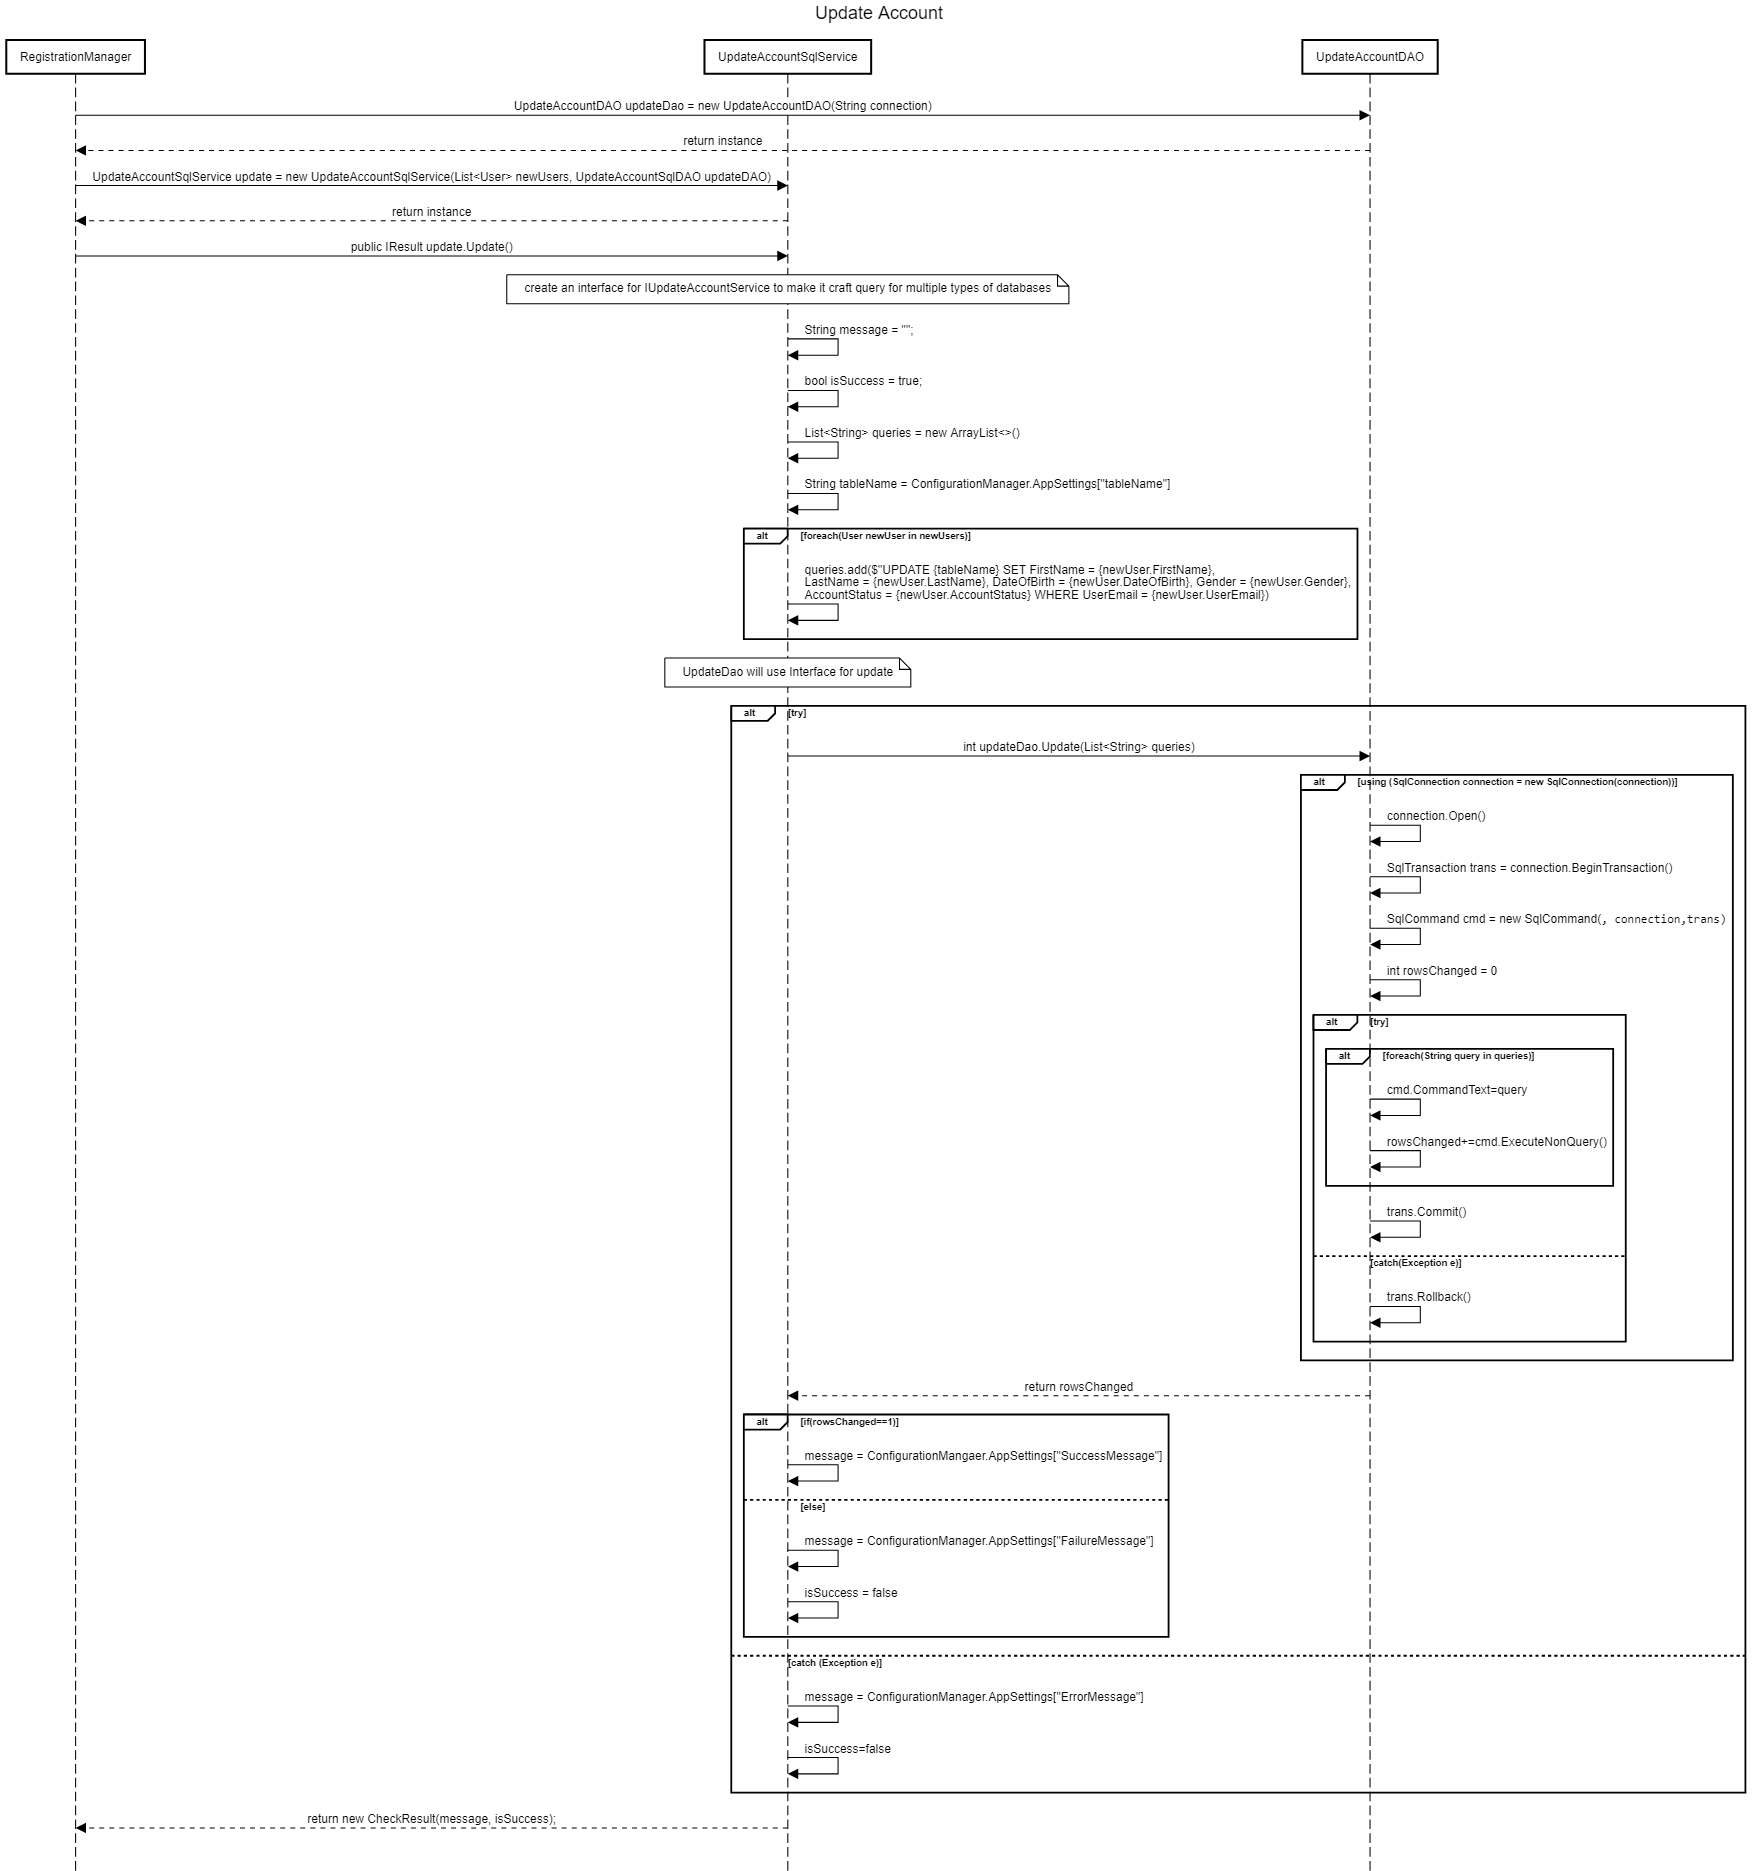 Update Account
RegistrationManager
UpdateAccountSqlService
UpdateAccountDAO
UpdateAccountDAO updateDao = new UpdateAccountDAO(String connection)
return instance
UpdateAccountSqlService update = new UpdateAccountSqlService(List<User> newUsers, UpdateAccountSqlDAO updateDAO)
return instance
public IResult update.Update()
create an interface for IUpdateAccountService to make it craft query for multiple types of databases
String message = "";
bool isSuccess = true;
List<String> queries = new ArrayList<>()
String tableName = ConfigurationManager.AppSettings["tableName"]
alt [foreach(User newUser in newUsers)]
queries.add($"UPDATE {tableName} SET FirstName = {newUser.FirstName},
LastName = {newUser.LastName}, DateOfBirth = {newUser.DateOfBirth}, Gender = {newUser.Gender},
AccountStatus = {newUser.AccountStatus} WHERE UserEmail = {newUser.UserEmail})
UpdateDao will use Interface for update
alt [try]
int updateDao.Update(List<String> queries)
alt [using (SqlConnection connection = new SqlConnection(connection))]
connection.Open()
SqlTransaction trans = connection.BeginTransaction()
SqlCommand cmd = new SqlCommand(, connection,trans)
int rowsChanged = 0
alt [try]
alt [foreach(String query in queries)]
cmd.CommandText=query
rowsChanged+=cmd.ExecuteNonQuery()
trans.Commit()
[catch(Exception e)]
trans.Rollback()
return rowsChanged
alt [if(rowsChanged==1)]
message = ConfigurationMangaer.AppSettings["SuccessMessage"]
[else]
message = ConfigurationManager.AppSettings["FailureMessage"]
isSuccess = false
[catch (Exception e)]
message = ConfigurationManager.AppSettings["ErrorMessage"]
isSuccess=false
return new CheckResult(message, isSuccess);